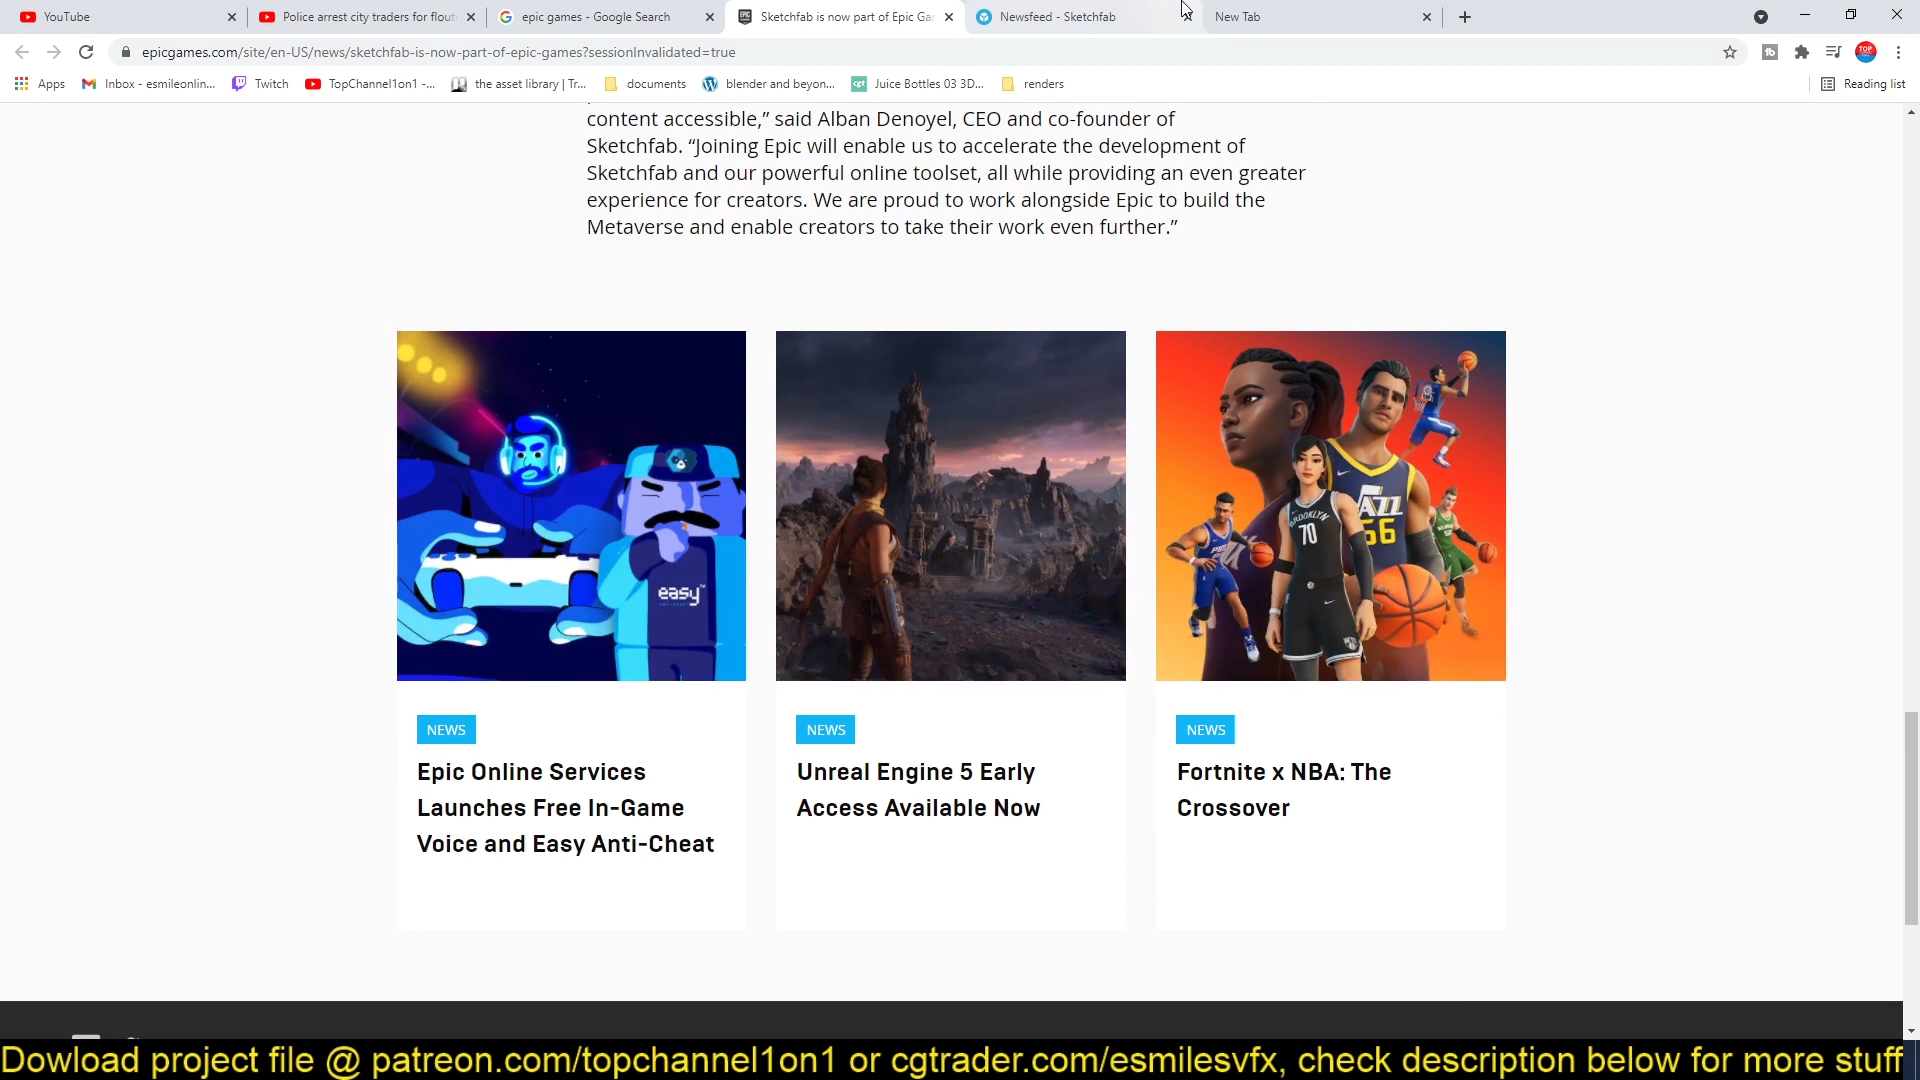 YouTube
Police arrest city traders for flouti
epic games - Google Search
Sketchfab is now part of Epic Gar
Newsfeed - Sketchfab
New Tab
epicgames.com/site/en-US/news/sketchfab-is-now-part-of-epic-games?sessionInvalidated=true
Apps
Inbox - esmileonlin...
Twitch
TopChannel1on1 -...
the asset library | Tr...
documents
blender and beyon...
cgt
Juice Bottles 03 3D...
renders
Reading list
content accessible,” said Alban Denoyel, CEO and co-founder of
Sketchfab. “Joining Epic will enable us to accelerate the development of
Sketchfab and our powerful online toolset, all while providing an even greater
experience for creators. We are proud to work alongside Epic to build the
Metaverse and enable creators to take their work even further.”
easy™
BROOKLYN
70
56
NEWS
Epic Online Services
Launches Free In-Game
Voice and Easy Anti-Cheat
NEWS
Unreal Engine 5 Early
Access Available Now
NEWS
Fortnite x NBA: The
Crossover
Dowload project file @ patreon.com/topchannel1on1 or cgtrader.com/esmilesvfx, check description below for more stuff